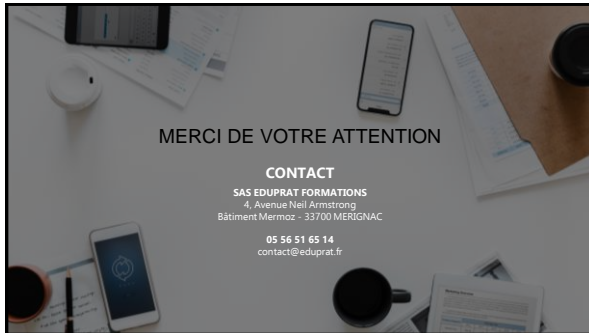 MERCI DE VOTRE ATTENTION
CONTACT
SAS EDUPRAT FORMATIONS
4, Avenue Neil Armstrong
Bâtiment Mermoz - 33700 MERIGNAC
05 56 51 65 14
contact@eduprat.fr